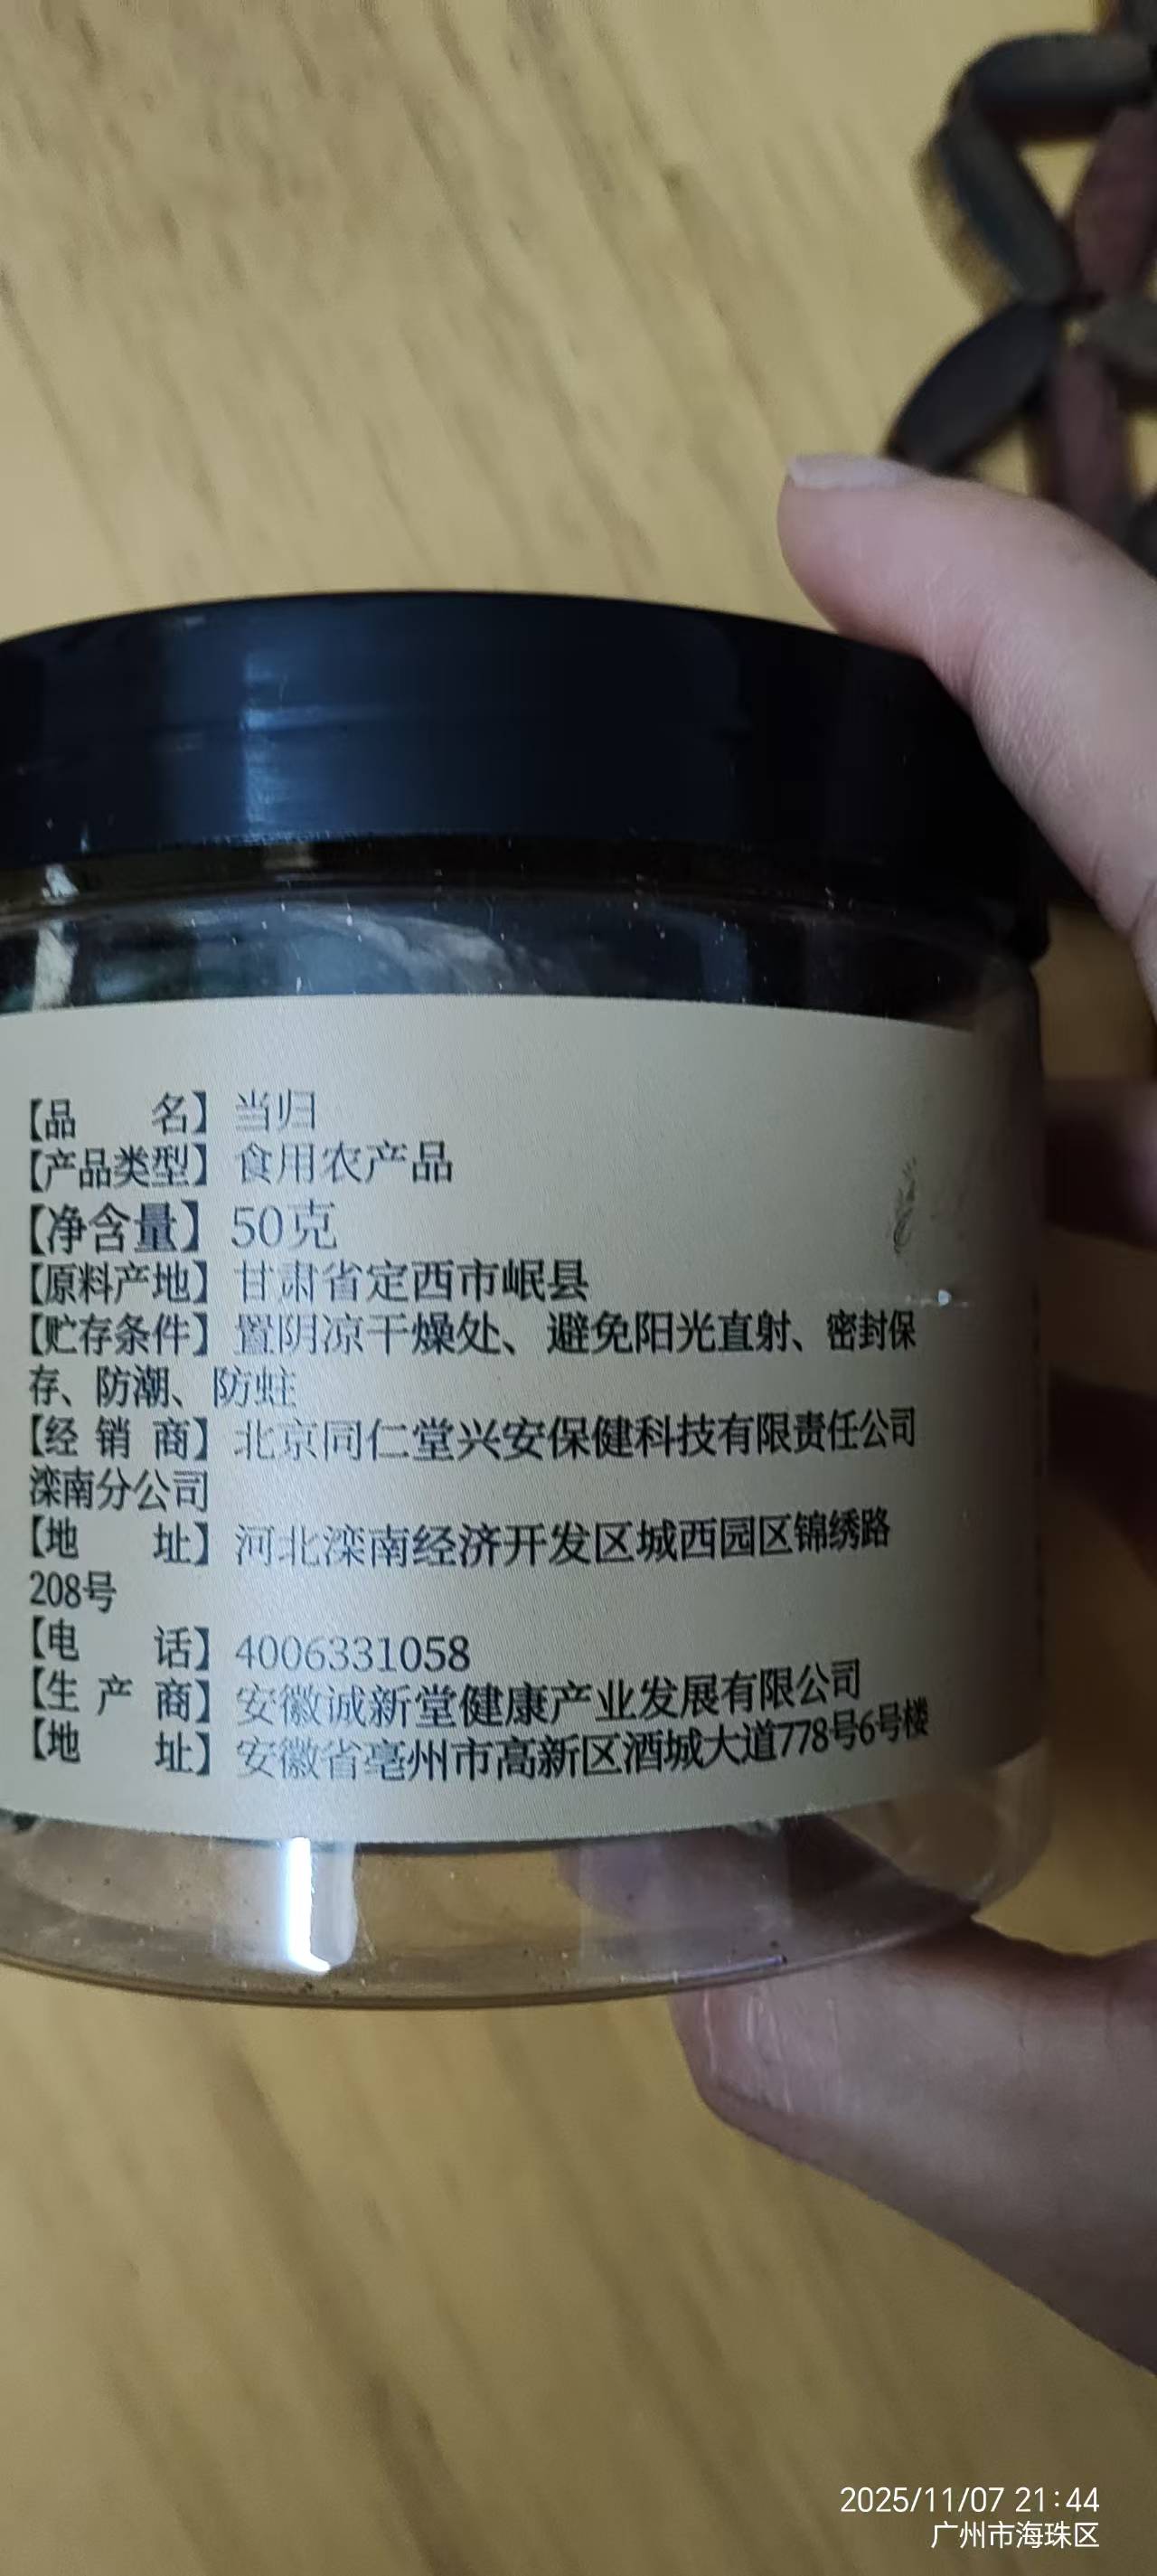 【品　　名】当归
【产品类型】食用农产品
【净含量】50克
【原料产地】甘肃省定西市岷县
【贮存条件】置阴凉干燥处、避免阳光直射、密封保
存、防潮、防蛀
【经 销 商】北京同仁堂兴安保健科技有限责任公司
滦南分公司
【地　　址】河北滦南经济开发区城西园区锦绣路
208号
【电　　话】4006331058
【生 产 商】安徽诚新堂健康产业发展有限公司
【地　　址】安徽省亳州市高新区酒城大道778号6号楼
2025/11/07 21:44
广州市海珠区